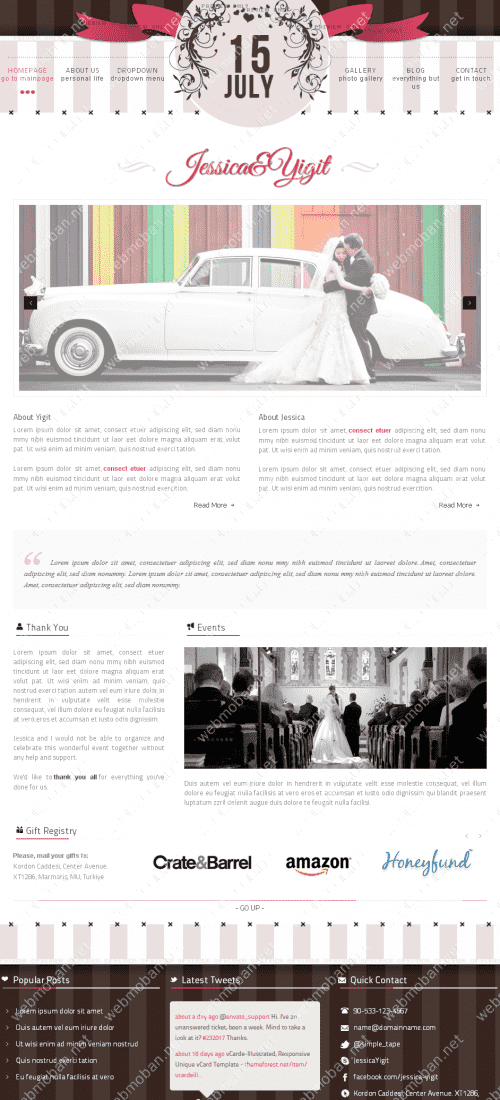 15
JULY
HOMEPAGE
go to mainpage
ABOUT US
personal life
DROPDOWN
dropdown menu
GALLERY
photo gallery
BLOG
everything but
us
CONTACT
get in touch
Jessica&Yigit
About Yigit
Lorem ipsum dolor sit amet, consect etuer adipiscing elit, sed diam nonu
mmy nibh euismod tincidunt ut laor eet dolore magna aliquam erat volut
pat. Ut wisi enim ad minim veniam, quis nostrud exerci tation.
Lorem ipsum dolor sit amet, consect etuer adipiscing elit, sed diam nonu
mmy nibh euismod tincidunt ut laor eet dolore magna aliquam erat volut
pat. Ut wisi enim ad minim veniam, quis nostrud exercition.
Read More →
About Jessica
Lorem ipsum dolor sit amet, consect etuer adipiscing elit, sed diam nonu
mmy nibh euismod tincidunt ut laor eet dolore magna aliquam erat volut
pat. Ut wisi enim ad minim veniam, quis nostrud exerci tation.
Lorem ipsum dolor sit amet, consect etuer adipiscing elit, sed diam nonu
mmy nibh euismod tincidunt ut laor eet dolore magna aliquam erat volut
pat. Ut wisi enim ad minim veniam, quis nostrud exercition.
Read More →
“ Lorem ipsum dolor sit amet, consectetuer adipiscing elit, sed diam nonu mmy nibh euismod tincidunt ut laoreet dolore. Amet, consectetuer
adipiscing elit, sed diam nonummy. Lorem ipsum dolor sit amet, consectetuer adipiscing elit, sed diam nonu mmy nibh euismod tincidunt ut laoreet dolore.
Amet, consectetuer adipiscing elit, sed diam nonummy.
Thank You
Lorem ipsum dolor sit amet, consect etuer
adipiscing elit, sed diam nonu mmy nibh euismod
tincidunt ut laor eet dolore magna aliquam erat
volut pat. Ut wisi enim ad minim veniam, quis
nostrud exerci tation autem vel eum iriure dolor in
hendrerit in vulputate velit esse molestie
consequat, vel illum dolore eu feugiat nulla facilisis
at vero eros et accumsan et iusto odio dignissim.
Jessica and I would not be able to organize and
celebrate this wonderful event together without
any help and support.
We'd like to thank you all for everything you've
done for us.
Events
Duis autem vel eum iriure dolor in hendrerit in vulputate velit esse molestie consequat, vel illum
dolore eu feugiat nulla facilisis at vero eros et accumsan et iusto odio dignissim qui blandit praesent
luptatum zzril delenit augue duis dolore te feugait nulla facilisi.
Gift Registry
Please, mail your gifts to:
Kordon Caddesi, Center Avenue.
XT1286, Marmaris, MU, Turkiye
Crate&Barrel
amazon
Honeyfund™
- GO UP -
Popular Posts
Lorem ipsum dolor sit amet
Duis autem vel eum iriure dolor
Ut wisi enim ad minim veniam nostrud
Quis nostrud exerci tation
Eu feugiat nulla facilisis at vero
Latest Tweets
about a day ago @envato_support Hi. I've an
unanswered ticket, been a week. Mind to take a
look at it? #232017 Thanks.
about 16 days ago vCarde-Illustrated, Responsive
Unique vCard Template - themeforest.net/item/
vcardeill...
Quick Contact
90-533-123-4567
name@domainname.com
@simple_tape
JessicaYigit
facebook.com/jessica-yigit
Kordon Caddesi, Center Avenue. XT1286,